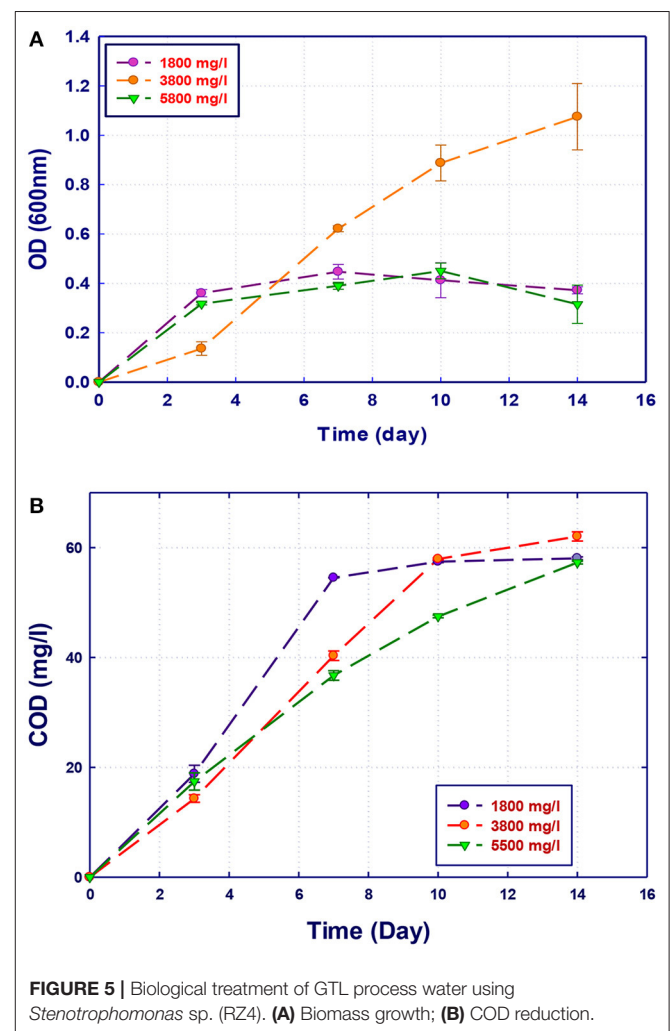 A
1.4
1.2
1.0
0.8
0.6
0.4
0.2
0.0
OD (600nm)
1800 mg/l
3800 mg/l
5800 mg/l
0 2 4 6 8 10 12 14 16
Time (day)
B
60
40
20
0
COD (mg/l)
1800 mg/l
3800 mg/l
5500 mg/l
0 2 4 6 8 10 12 14 16
Time (Day)
FIGURE 5 | Biological treatment of GTL process water using
Stenotrophomonas sp. (RZ4). (A) Biomass growth; (B) COD reduction.